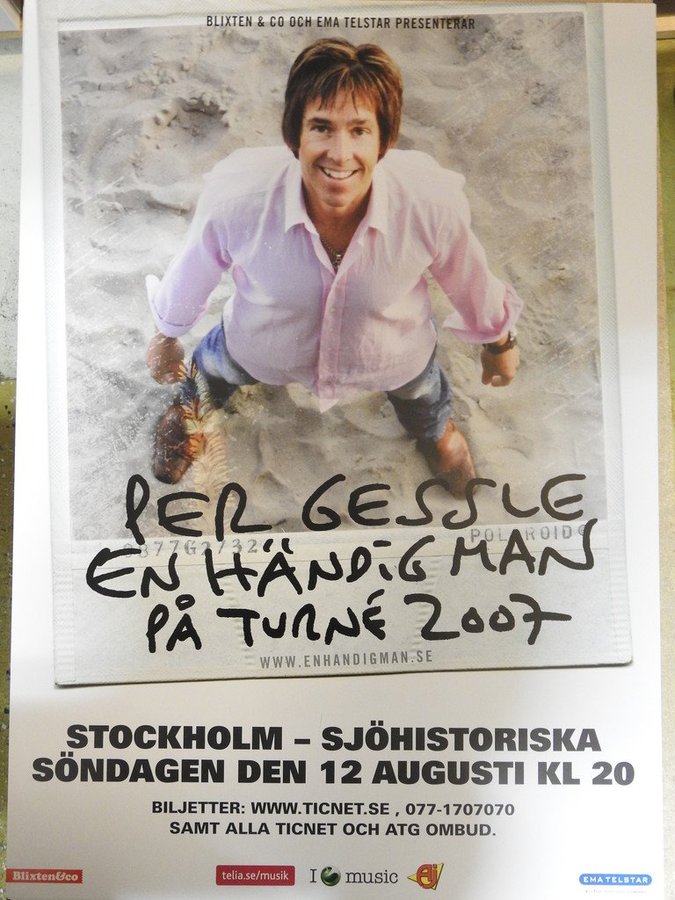 BLIXTEN & CO OCH EMA TELSTAR PRESENTERAR
PER GESSLE
POLAROID®
EN HÄNDIG MAN
PÅ TURNÉ 2007
WWW.ENHANDIGMAN.SE
STOCKHOLM – SJÖHISTORISKA
SÖNDAGEN DEN 12 AUGUSTI KL 20
BILJETTER: WWW.TICNET.SE , 077-1707070
SAMT ALLA TICNET OCH ATG OMBUD.
Blixten&co telia.se/musik I music EMA TELSTAR